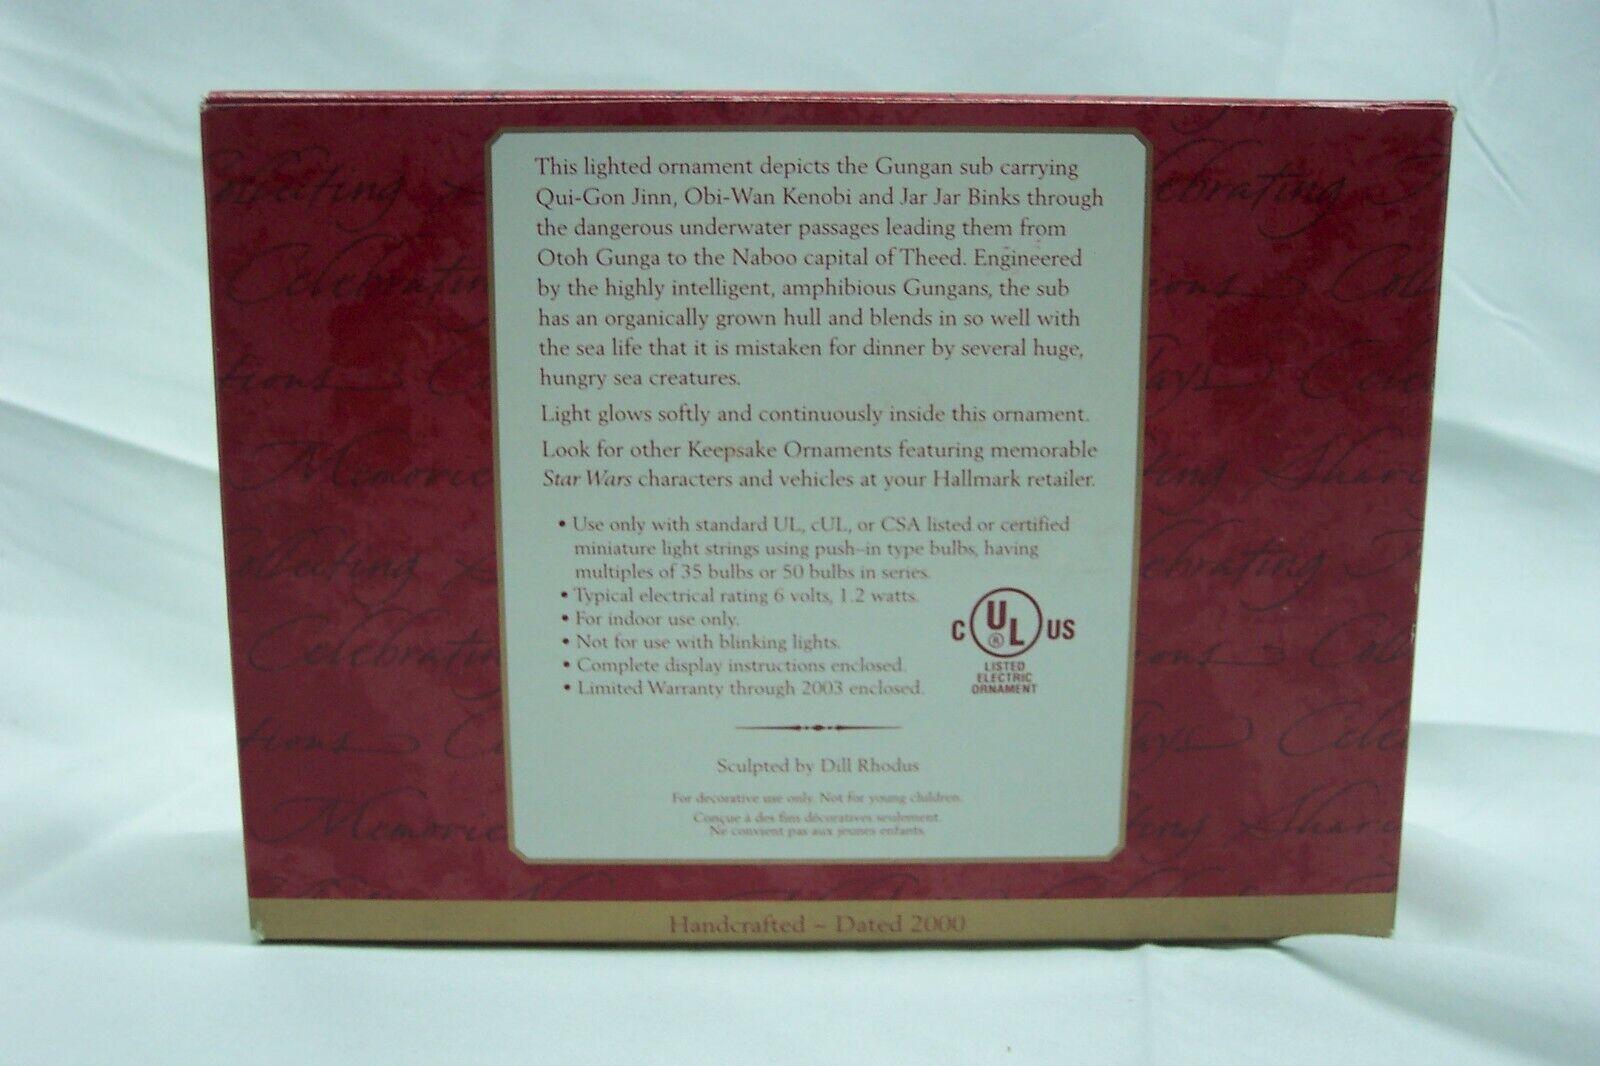 This lighted ornament depicts the Gungan sub carrying
Qui-Gon Jinn, Obi-Wan Kenobi and Jar Jar Binks through
the dangerous underwater passages leading them from
Otoh Gunga to the Naboo capital of Theed. Engineered
by the highly intelligent, amphibious Gungans, the sub
has an organically grown hull and blends in so well with
the sea life that it is mistaken for dinner by several huge,
hungry sea creatures.
Light glows softly and continuously inside this ornament.
Look for other Keepsake Ornaments featuring memorable
Star Wars characters and vehicles at your Hallmark retailer.
• Use only with standard UL, cUL, or CSA listed or certified
miniature light strings using push-in type bulbs, having
multiples of 35 bulbs or 50 bulbs in series.
• Typical electrical rating 6 volts, 1.2 watts.
• For indoor use only.
• Not for use with blinking lights.
• Complete display instructions enclosed.
• Limited Warranty through 2003 enclosed.
C UL ® US
LISTED
ELECTRIC
ORNAMENT
Sculpted by Dill Rhodus
For decorative use only. Not for young children.
Conçue à des fins décoratives seulement.
Ne convient pas aux jeunes enfants.
Handcrafted ~ Dated 2000